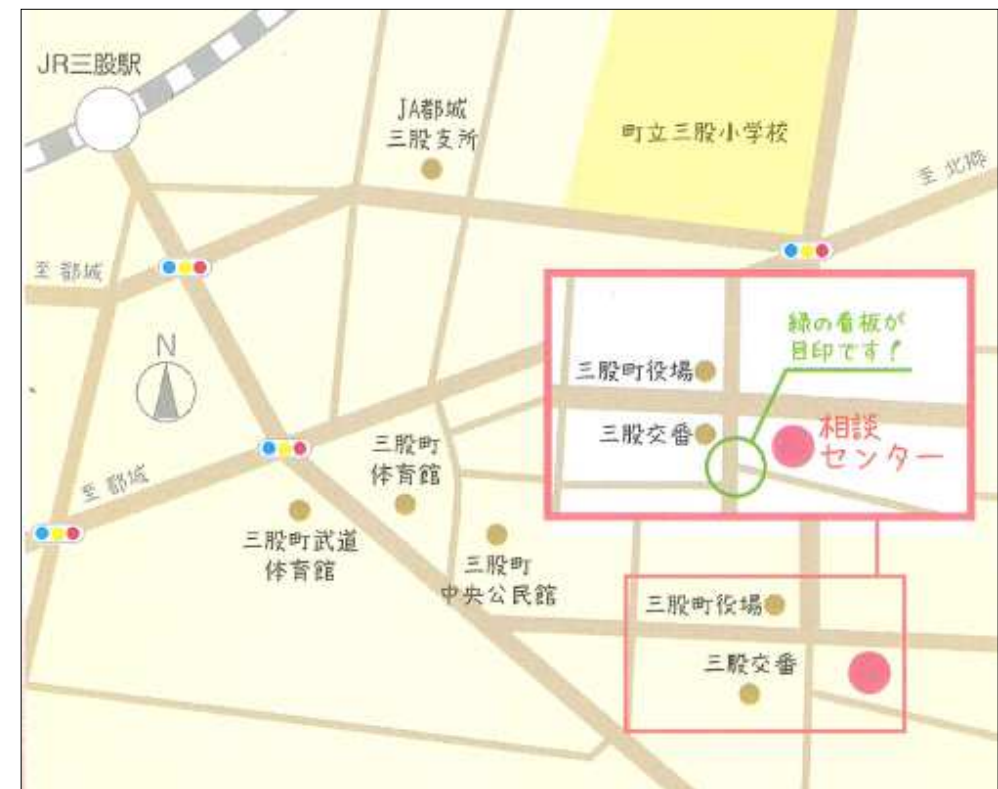 JR三股駅
JA都城
三股支所
町立三股小学校
至 北郷
至 都城
N
緑の看板が
目印です！
三股町役場
三股交番
相談
センター
三股町
体育館
至 都城
三股町武道
体育館
三股町
中央公民館
三股町役場
三股交番